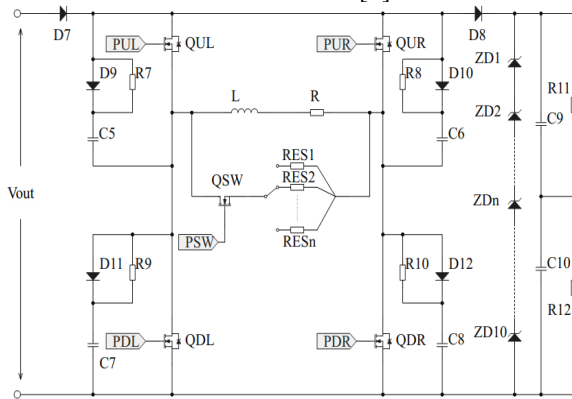 D7
D8
PUL
QUL
PUR
QUR
ZD1
D9
R7
R8
D10
R11
L
R
ZD2
C9
C5
C6
RES1
QSW
RES2
Vout
ZDn
RESn
PSW
D11
R9
R10
D12
C10
R12
PDL
QDL
PDR
QDR
C8
ZD10
C7